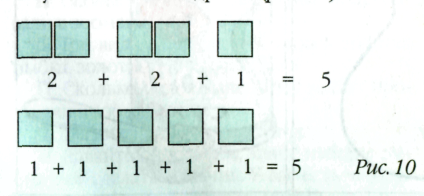 2 + 2 + 1 = 5
1 + 1 + 1 + 1 + 1 = 5 Рис. 10